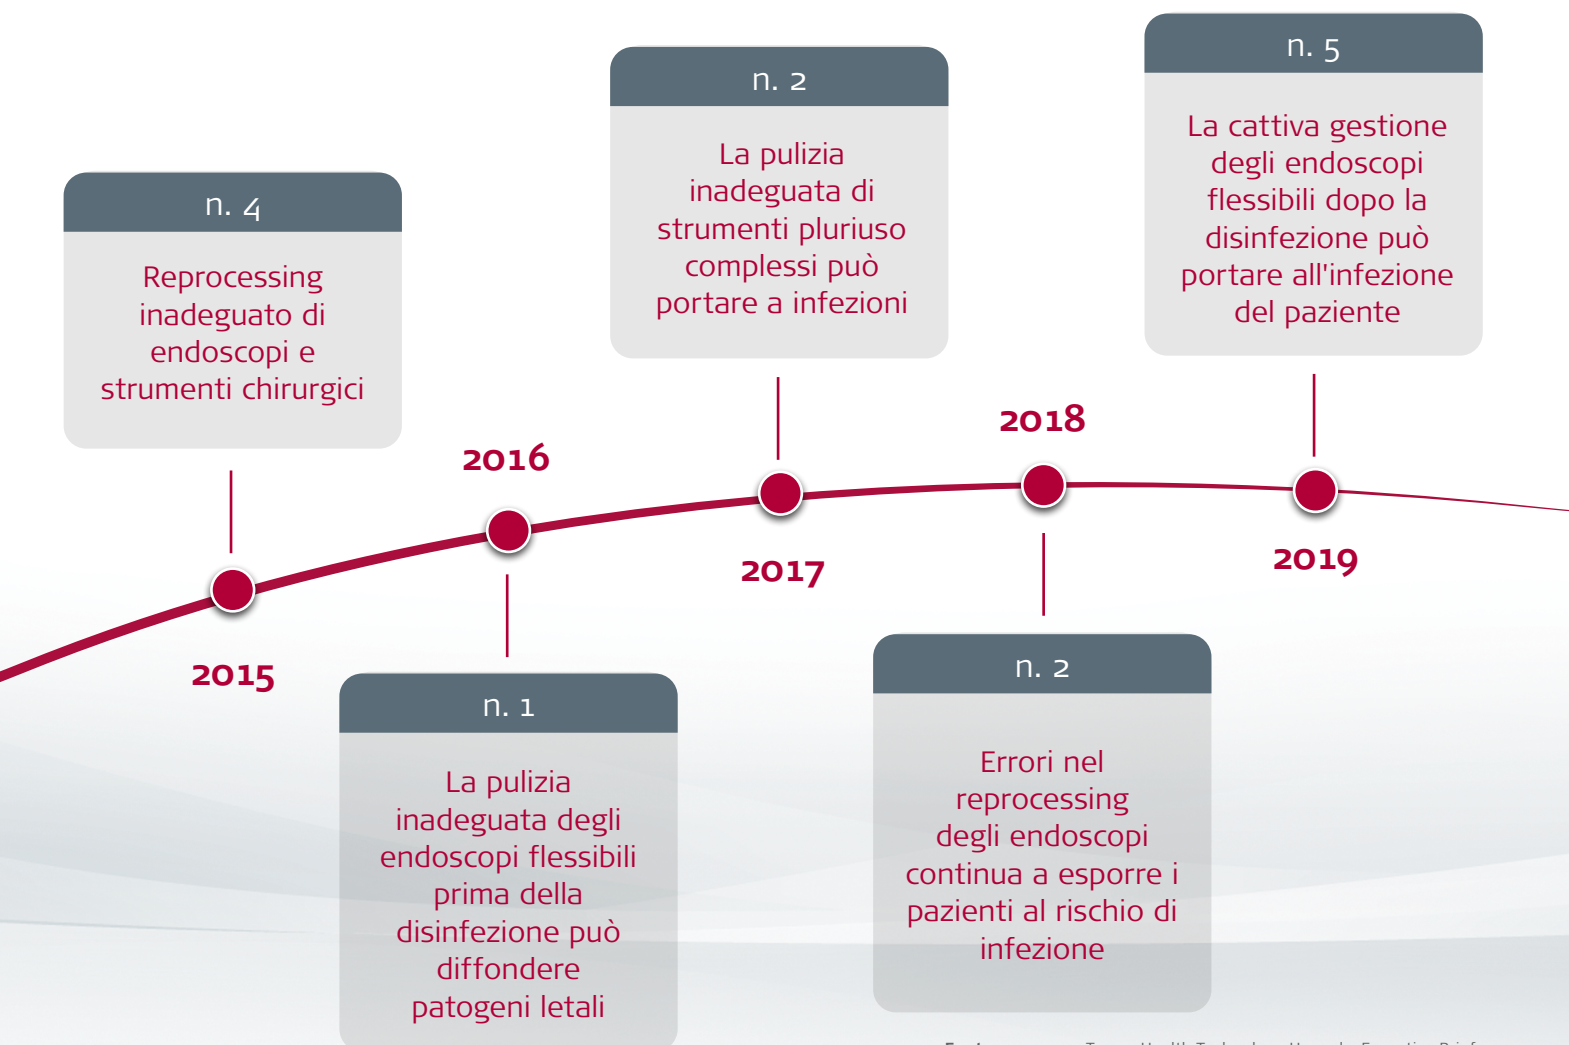 n. 4
Reprocessing
inadeguato di
endoscopi e
strumenti chirurgici
2015
2016
n. 1
La pulizia
inadeguata degli
endoscopi flessibili
prima della
disinfezione può
diffondere
patogeni letali
n. 2
La pulizia
inadeguata di
strumenti pluriuso
complessi può
portare a infezioni
2017
2018
n. 2
Errori nel
reprocessing
degli endoscopi
continua a esporre i
pazienti al rischio di
infezione
n. 5
La cattiva gestione
degli endoscopi
flessibili dopo la
disinfezione può
portare all'infezione
del paziente
2019